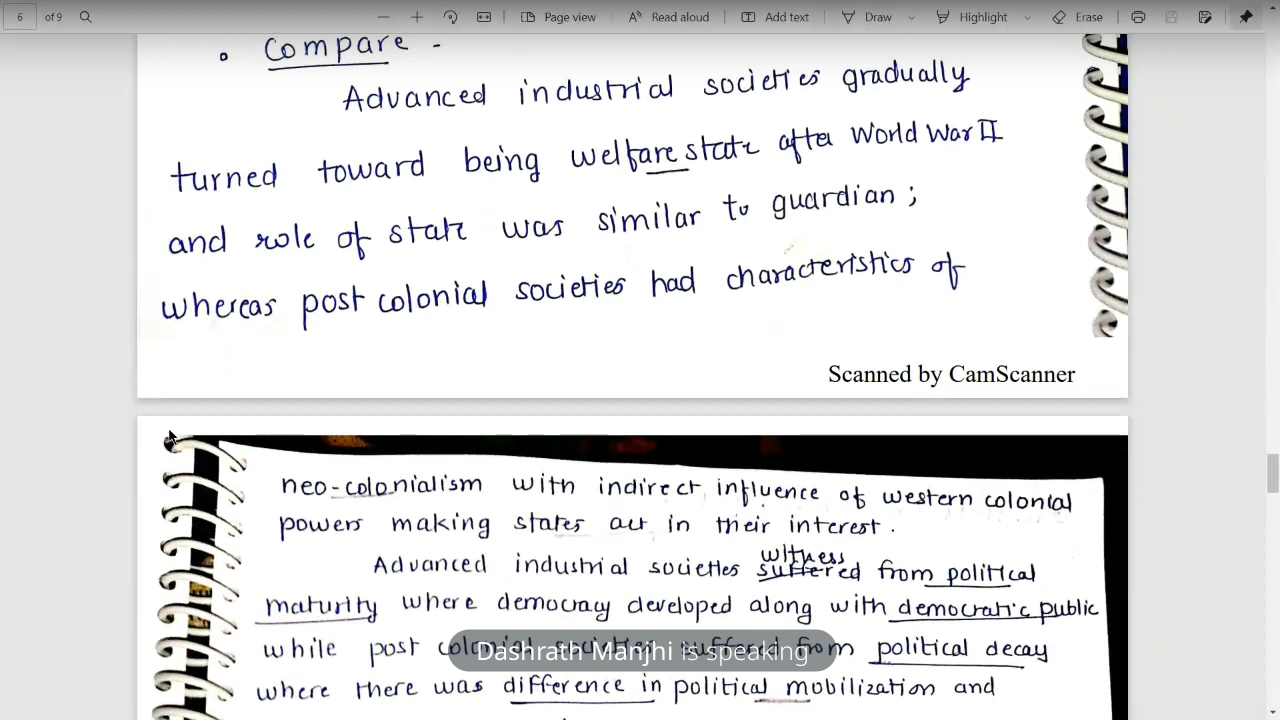 6 of 9 Page view Read aloud Add text Draw Highlight Erase
Compare -
Advanced industrial societies gradually
turned toward being welfare state after World War II
and role of state was similar to guardian ;
whereas post colonial societies had characteristics of
Scanned by CamScanner
neo-colonialism with indirect influence of western colonial
powers making states act in their interest .
witness
Advanced industrial societies suffered from political
maturity where democracy developed along with democratic public
while post colonial societies suffered from political decay
Dashrath Manjhi is speaking
where there was difference in political mobilization and